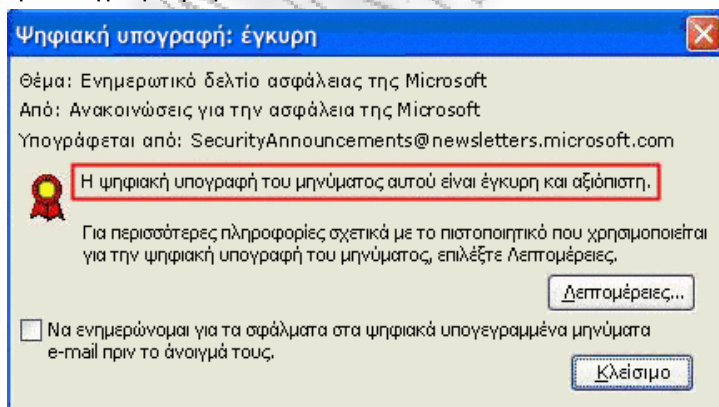 Ψηφιακή υπογραφή: έγκυρη
Θέμα: Ενημερωτικό δελτίο ασφάλειας της Microsoft
Από: Ανακοινώσεις για την ασφάλεια της Microsoft
Υπογράφεται από: SecurityAnnouncements@newsletters.microsoft.com
Η ψηφιακή υπογραφή του μηνύματος αυτού είναι έγκυρη και αξιόπιστη.
Για περισσότερες πληροφορίες σχετικά με το πιστοποιητικό που χρησιμοποιείται
για την ψηφιακή υπογραφή του μηνύματος, επιλέξτε Λεπτομέρειες.
Λεπτομέρειες...
Να ενημερώνομαι για τα σφάλματα στα ψηφιακά υπογεγραμμένα μηνύματα
e-mail πριν το άνοιγμά τους.
Κλείσιμο